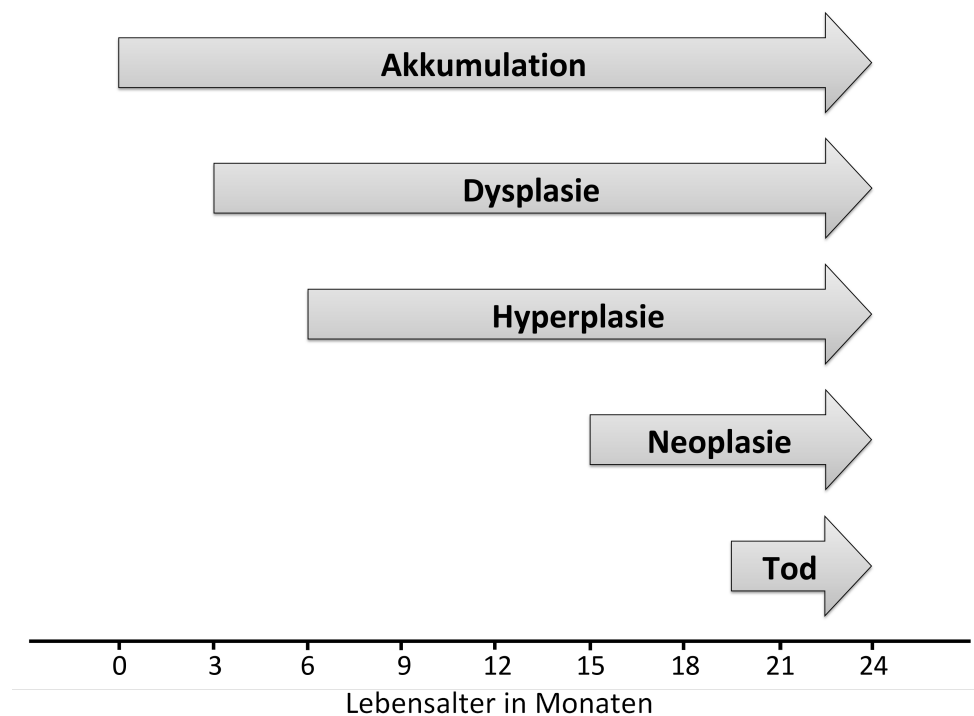 Akkumulation
Dysplasie
Hyperplasie
Neoplasie
Tod
0 3 6 9 12 15 18 21 24
Lebensalter in Monaten